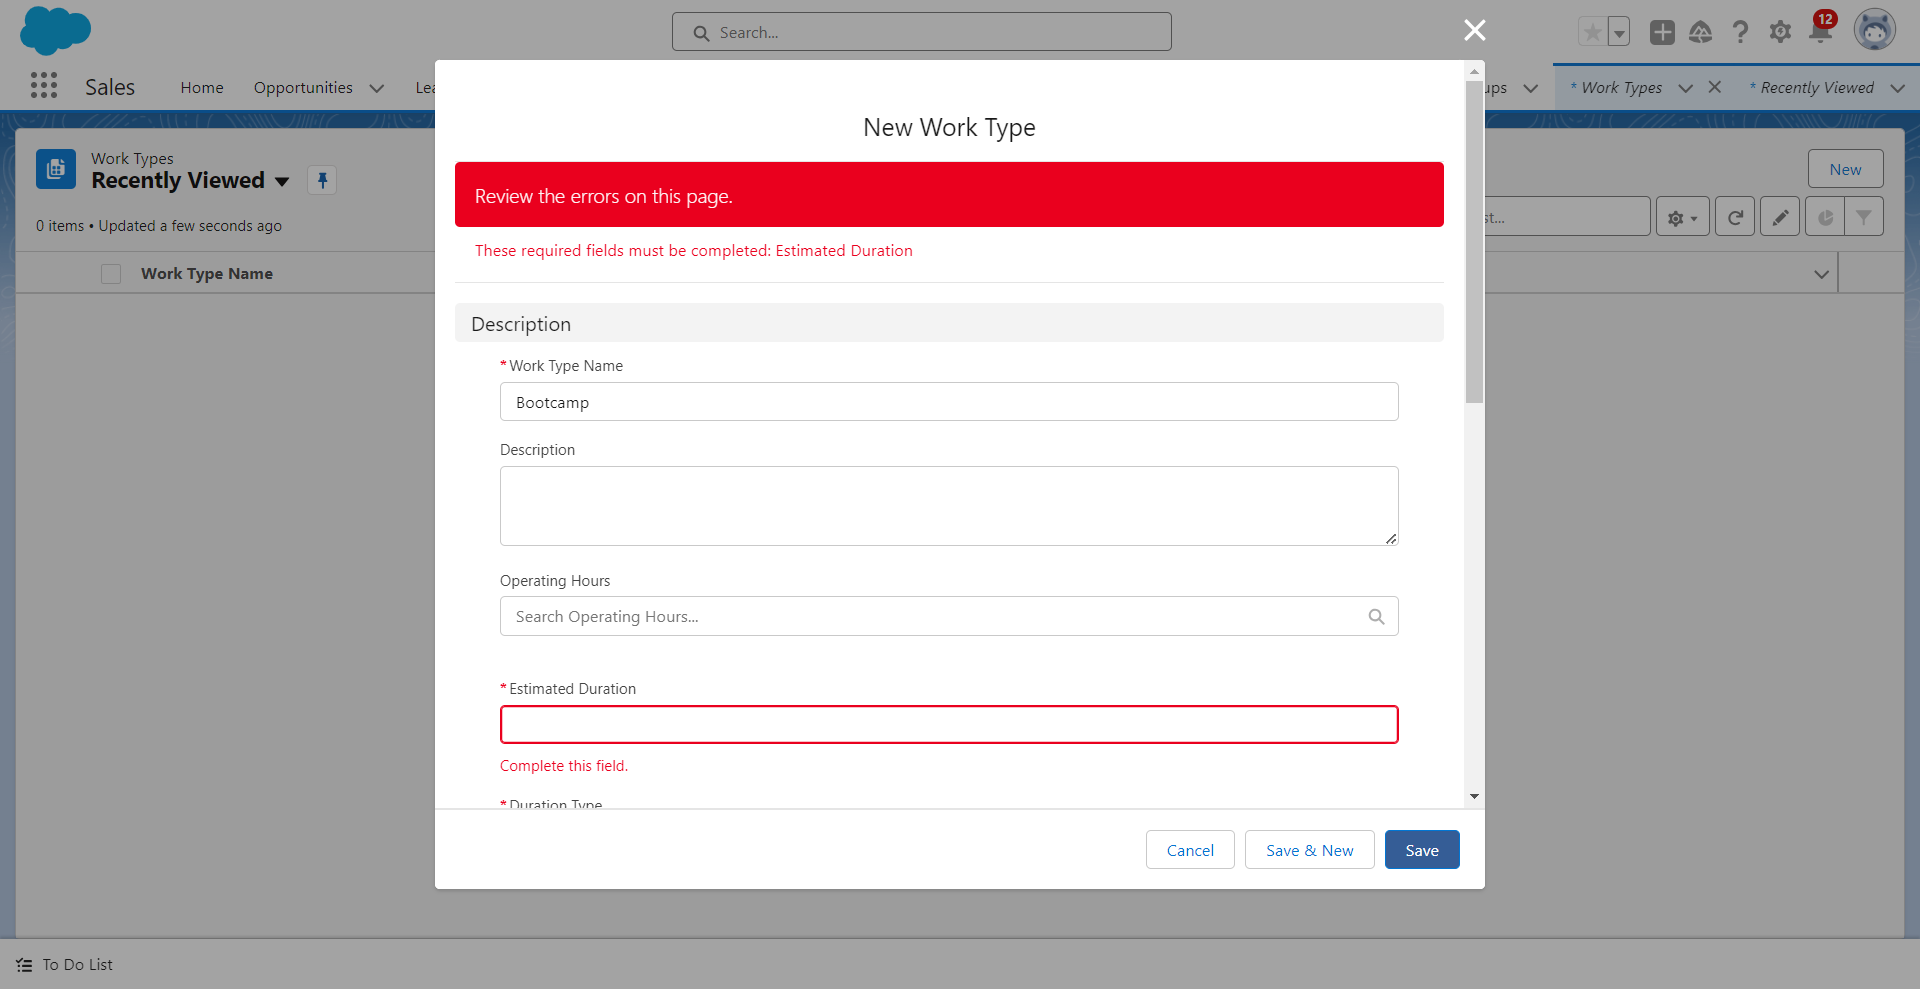 Search...
12
Sales
Home
Opportunities
Lea
ups
* Work Types
* Recently Viewed
Work Types
Recently Viewed
New
0 items • Updated a few seconds ago
st...
Work Type Name
New Work Type
Review the errors on this page.
These required fields must be completed: Estimated Duration
Description
* Work Type Name
Bootcamp
Description
Operating Hours
Search Operating Hours...
* Estimated Duration
Complete this field.
* Duration Type
Cancel
Save & New
Save
To Do List